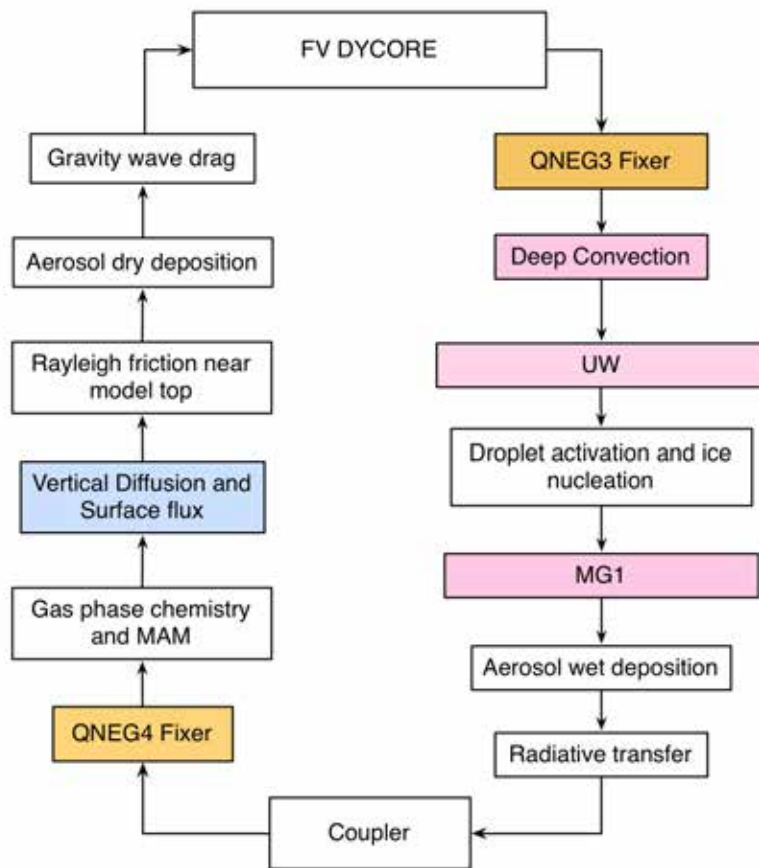 FV DYCORE
Gravity wave drag
QNEG3 Fixer
Aerosol dry deposition
Deep Convection
Rayleigh friction near
model top
UW
Droplet activation and ice
nucleation
Vertical Diffusion and
Surface flux
MG1
Gas phase chemistry
and MAM
Aerosol wet deposition
QNEG4 Fixer
Radiative transfer
Coupler